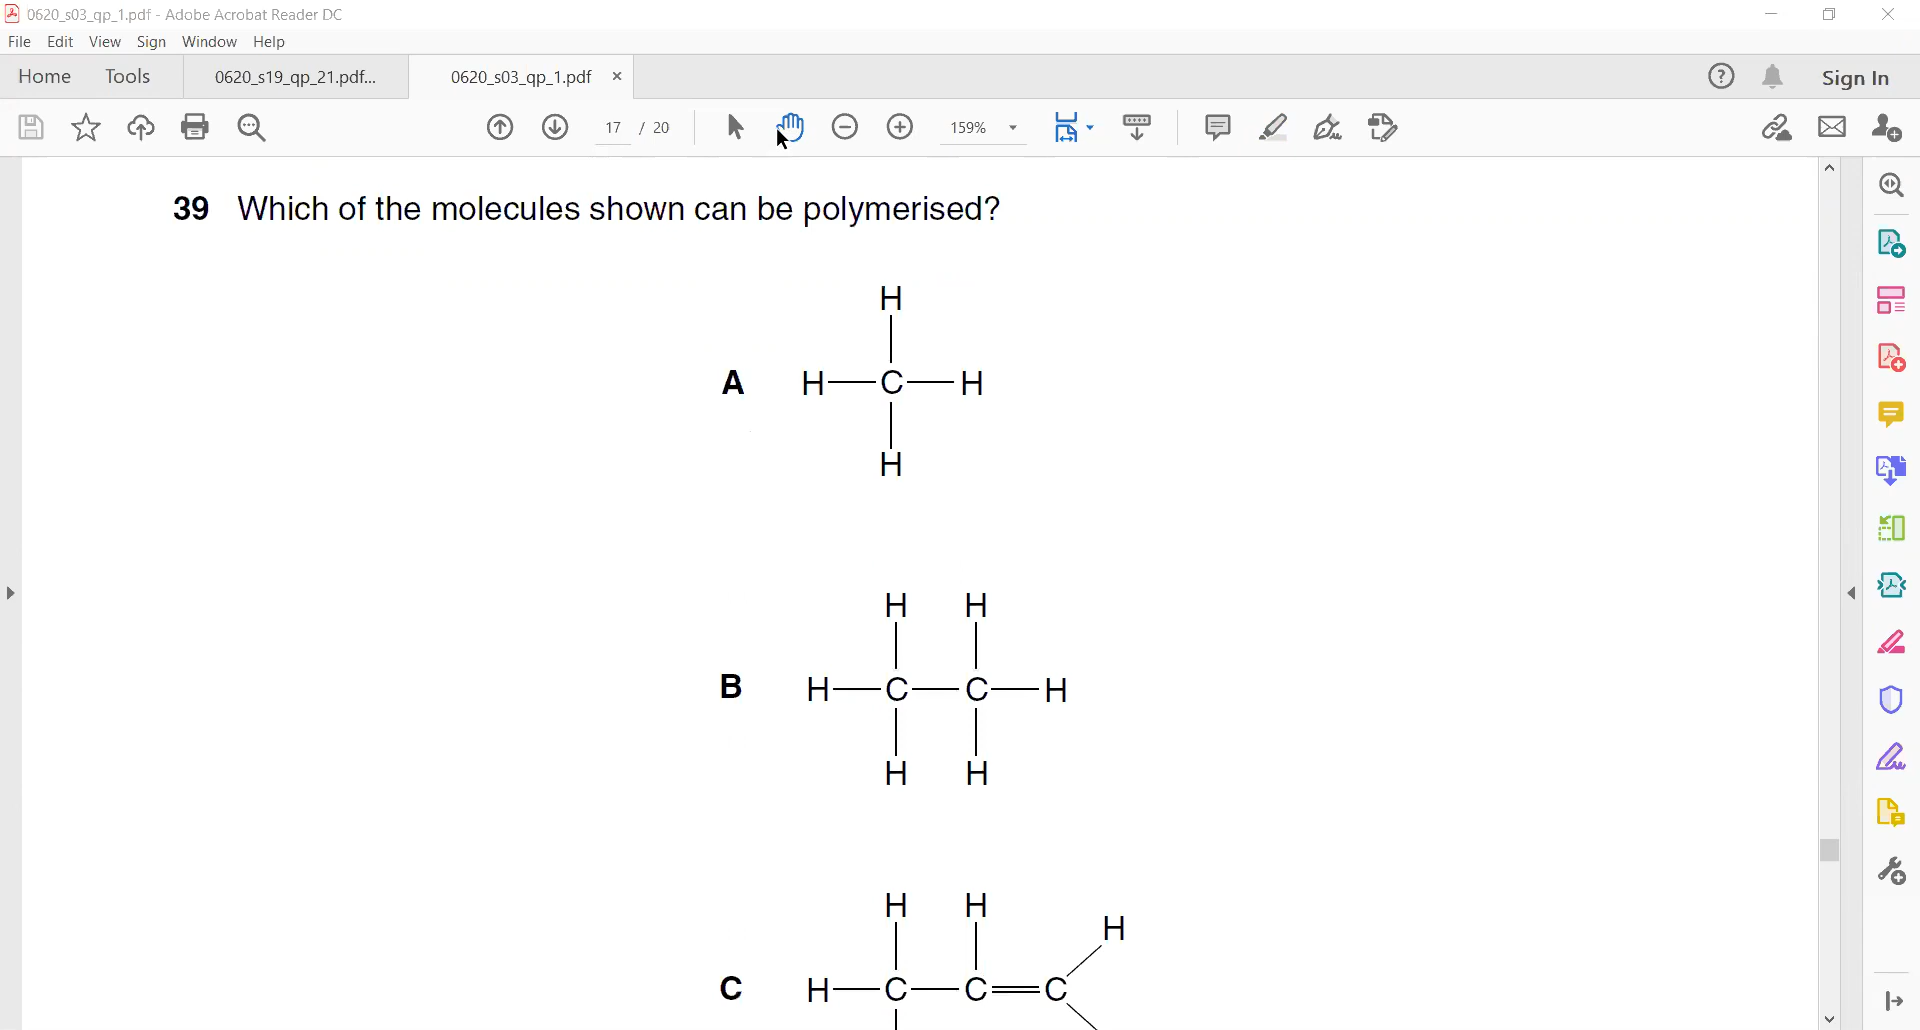 0620_s03_qp_1.pdf - Adobe Acrobat Reader DC
File Edit View Sign Window Help
Home Tools 0620_s19_qp_21.pdf... 0620_s03_qp_1.pdf × Sign In
17 / 20 159%
39 Which of the molecules shown can be polymerised?
H
A H C H
H
H H
B H C C H
H H
H H
H
C H C C C